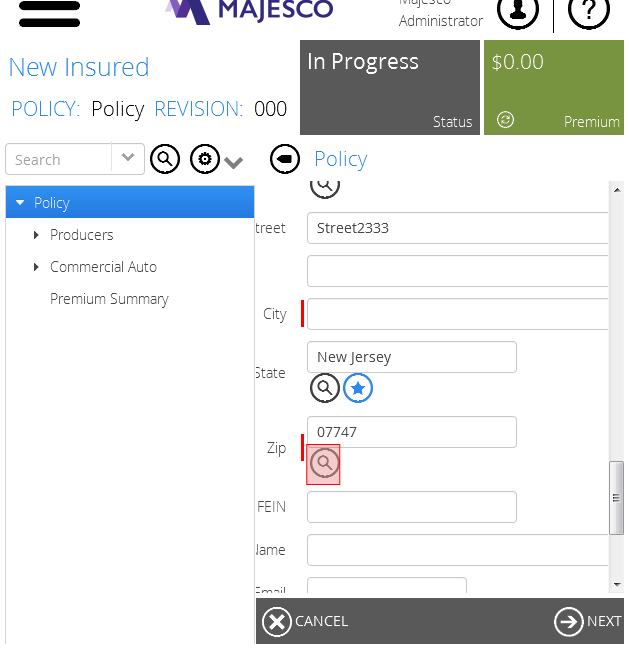 MAJESCO
Majesco
Administrator
?
New Insured
POLICY: Policy REVISION: 000
In Progress
Status
$0.00
Premium
Search
Policy
Policy
Producers
Commercial Auto
Premium Summary
treet
Street2333
City
State
New Jersey
Zip
07747
FEIN
Name
Email
CANCEL
NEXT